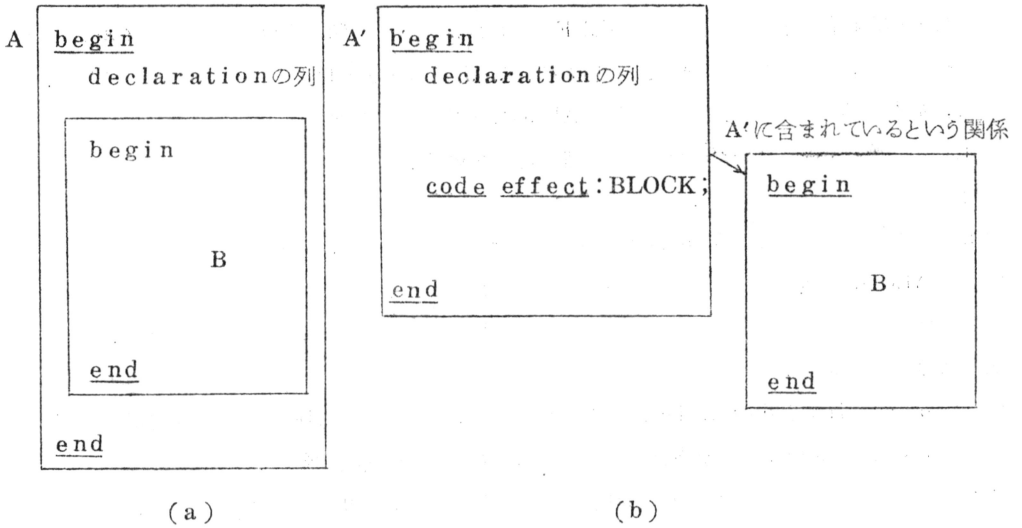 A
begin
declarationの列
begin
B
end
end
(a)
A′
begin
declarationの列
code effect：BLOCK；
end
A′に含まれているという関係
begin
B
end
(b)